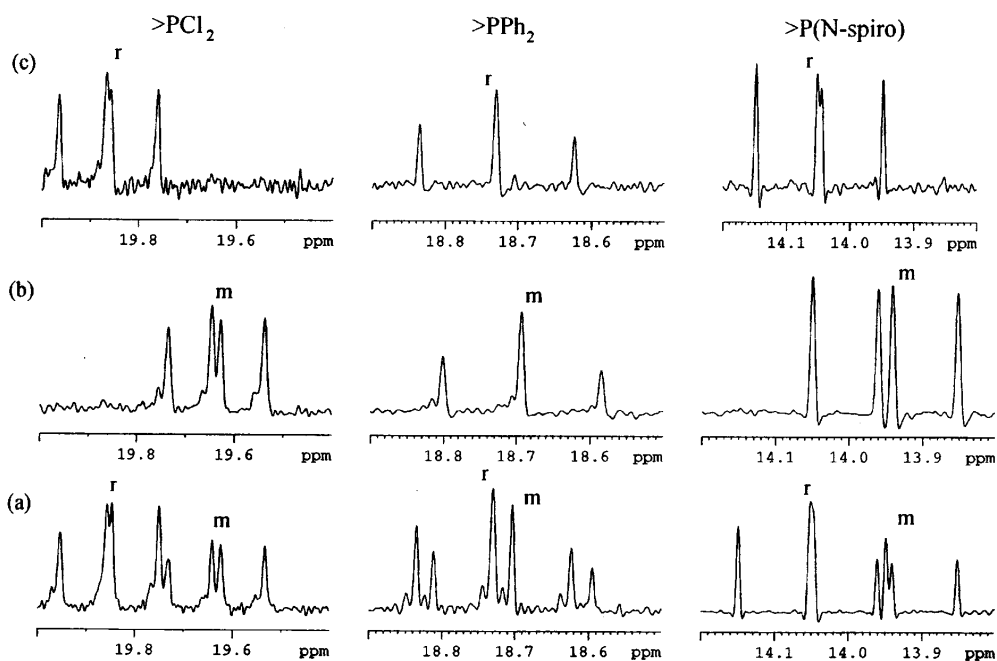 >PCl2 >PPh2 >P(N-spiro)
(c) r r r
19.8 19.6 ppm 18.8 18.7 18.6 ppm 14.1 14.0 13.9 ppm
(b) m m m
19.8 19.6 ppm 18.8 18.7 18.6 ppm 14.1 14.0 13.9 ppm
(a) r m r m r m
19.8 19.6 ppm 18.8 18.7 18.6 ppm 14.1 14.0 13.9 ppm